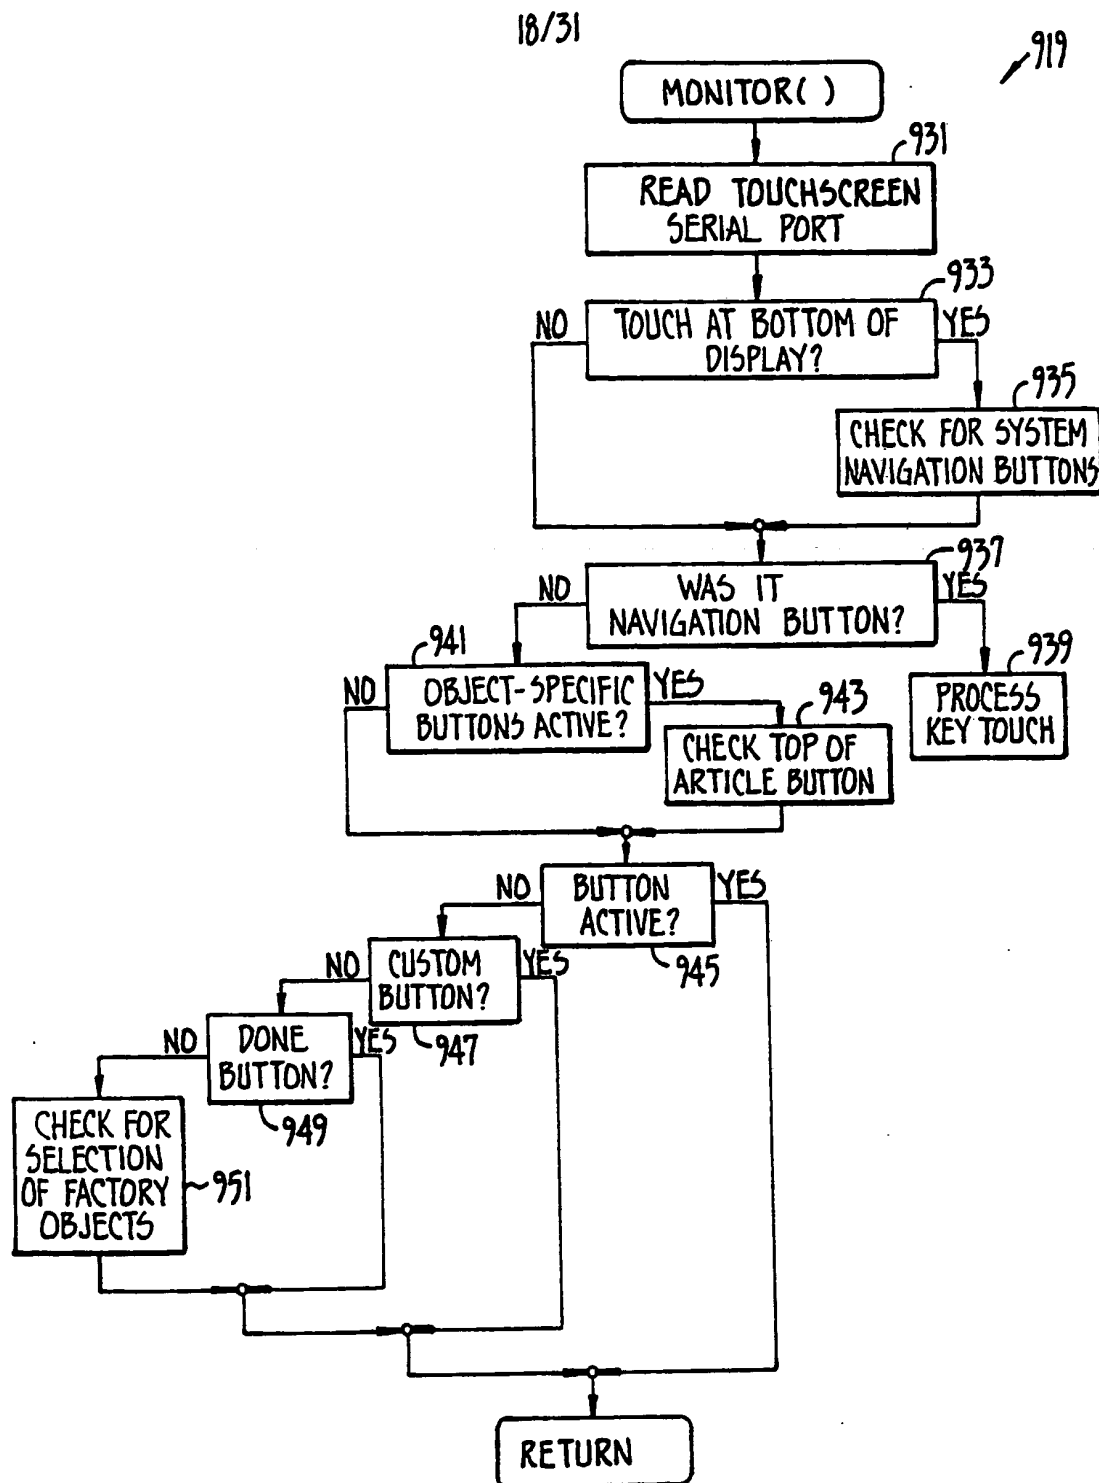 18/31
919
MONITOR( )
931
READ TOUCHSCREEN
SERIAL PORT
933
NO
TOUCH AT BOTTOM OF
DISPLAY?
YES
935
CHECK FOR SYSTEM
NAVIGATION BUTTONS
937
NO
WAS IT
NAVIGATION BUTTON?
YES
939
PROCESS
KEY TOUCH
941
NO
OBJECT-SPECIFIC
BUTTONS ACTIVE?
YES
943
CHECK TOP OF
ARTICLE BUTTON
NO
BUTTON
ACTIVE?
YES
945
NO
CUSTOM
BUTTON?
YES
947
NO
DONE
BUTTON?
YES
949
CHECK FOR
SELECTION
OF FACTORY
OBJECTS
951
RETURN